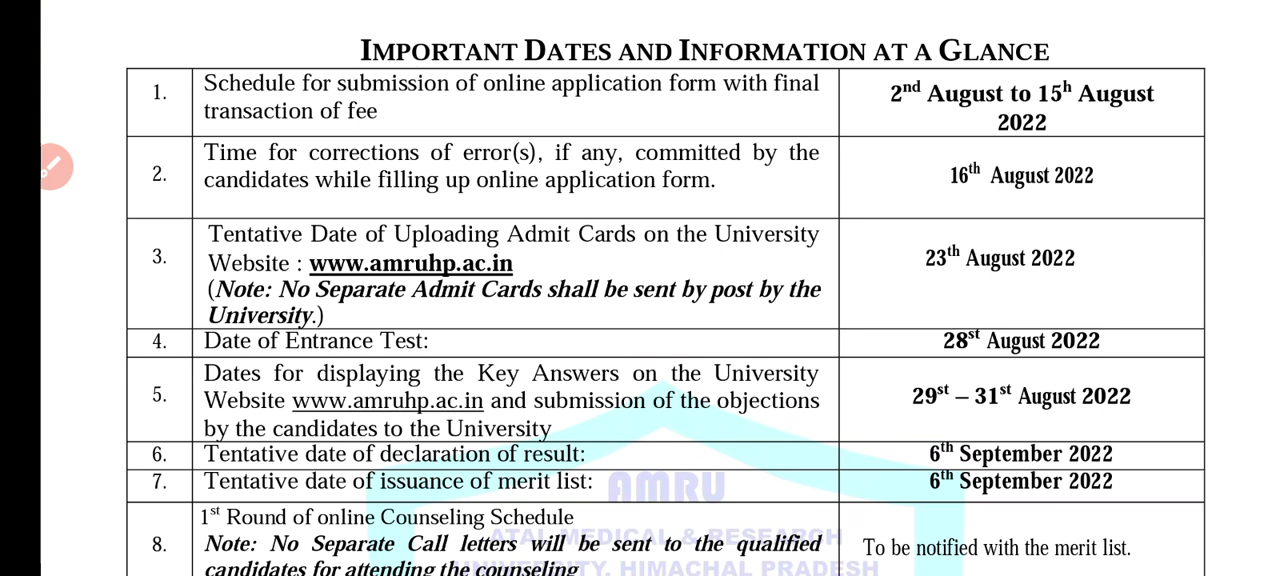 IMPORTANT DATES AND INFORMATION AT A GLANCE
1.
Schedule for submission of online application form with final
transaction of fee
2nd August to 15h August
2022
2.
Time for corrections of error(s), if any, committed by the
candidates while filling up online application form.
16th August 2022
3.
Tentative Date of Uploading Admit Cards on the University
Website : www.amruhp.ac.in
(Note: No Separate Admit Cards shall be sent by post by the
University.)
23th August 2022
4.
Date of Entrance Test:
28st August 2022
5.
Dates for displaying the Key Answers on the University
Website www.amruhp.ac.in and submission of the objections
by the candidates to the University
29st – 31st August 2022
6.
Tentative date of declaration of result:
6th September 2022
7.
Tentative date of issuance of merit list:
6th September 2022
8.
1st Round of online Counseling Schedule
Note: No Separate Call letters will be sent to the qualified
candidates for attending the counseling
To be notified with the merit list.
AMRU
ATAL MEDICAL & RESEARCH
UNIVERSITY, HIMACHAL PRADESH